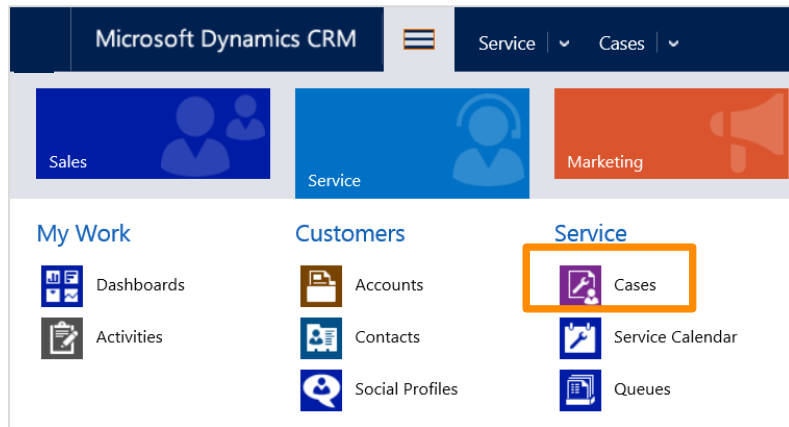 Microsoft Dynamics CRM Service Cases
Sales Service Marketing
My Work Customers Service
Dashboards Accounts Cases
Activities Contacts Service Calendar
Social Profiles Queues